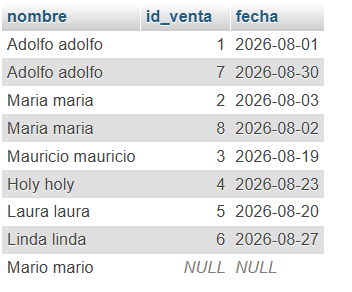 nombre id_venta fecha
Adolfo adolfo 1 2026-08-01
Adolfo adolfo 7 2026-08-30
Maria maria 2 2026-08-03
Maria maria 8 2026-08-02
Mauricio mauricio 3 2026-08-19
Holy holy 4 2026-08-23
Laura laura 5 2026-08-20
Linda linda 6 2026-08-27
Mario mario NULL NULL